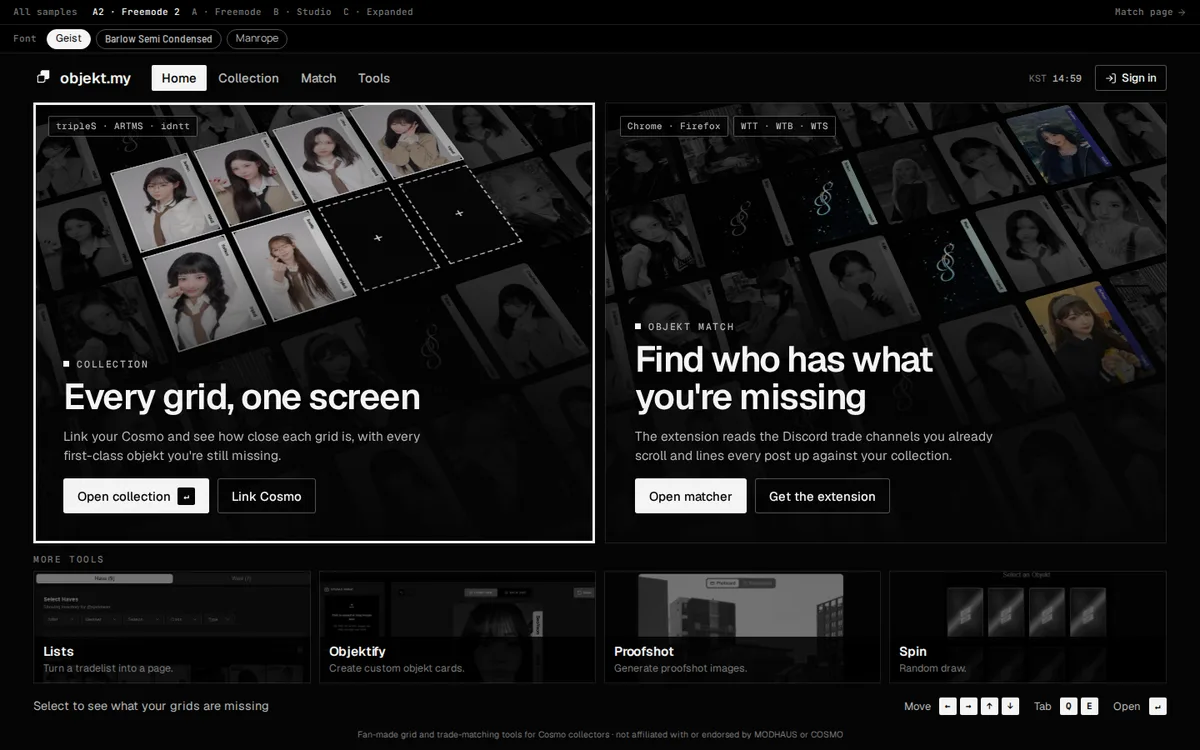 All samples A2 · Freemode 2 A · Freemode B · Studio C · Expanded Match page →
Font Geist Barlow Semi Condensed Manrope
objekt.my Home Collection Match Tools KST 14:59 Sign in
tripleS · ARTMS · idntt
Chrome · Firefox WTT · WTB · WTS
COLLECTION
Every grid, one screen
Link your Cosmo and see how close each grid is, with every
first-class objekt you're still missing.
Open collection ↵ Link Cosmo
OBJEKT MATCH
Find who has what
you're missing
The extension reads the Discord trade channels you already
scroll and lines every post up against your collection.
Open matcher Get the extension
MORE TOOLS
Select Haves
Lists
Turn a tradelist into a page.
Objektify
Create custom objekt cards.
Proofshot
Generate proofshot images.
Select an Objekt
Spin
Random draw.
Select to see what your grids are missing Move ← → ↑ ↓ Tab Q E Open ↵
Fan-made grid and trade-matching tools for Cosmo collectors · not affiliated with or endorsed by MODHAUS or COSMO